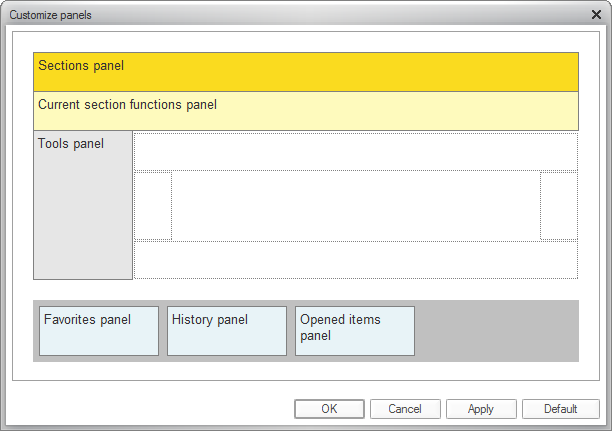 Customize panels
Sections panel
Current section functions panel
Tools panel
Favorites panel
History panel
Opened items
panel
OK
Cancel
Apply
Default